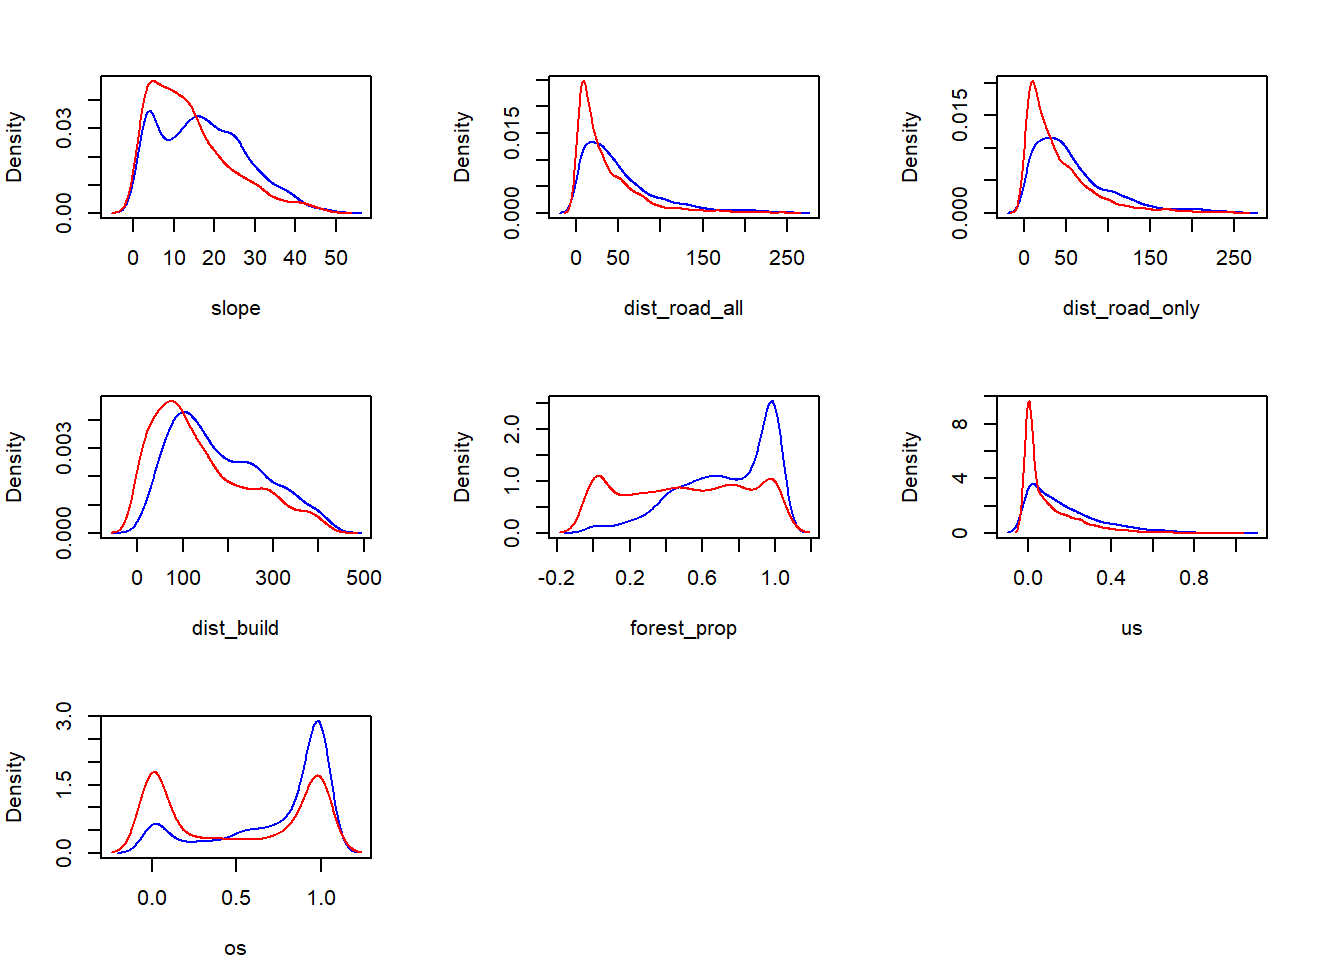 Density
0.00 0.03
0 10 20 30 40 50
slope
Density
0.000 0.015
0 50 150 250
dist_road_all
Density
0.000 0.015
0 50 150 250
dist_road_only
Density
0.000 0.003
0 100 300 500
dist_build
Density
0.0 1.0 2.0
-0.2 0.2 0.6 1.0
forest_prop
Density
0 4 8
0.0 0.4 0.8
us
Density
0.0 1.5 3.0
0.0 0.5 1.0
os